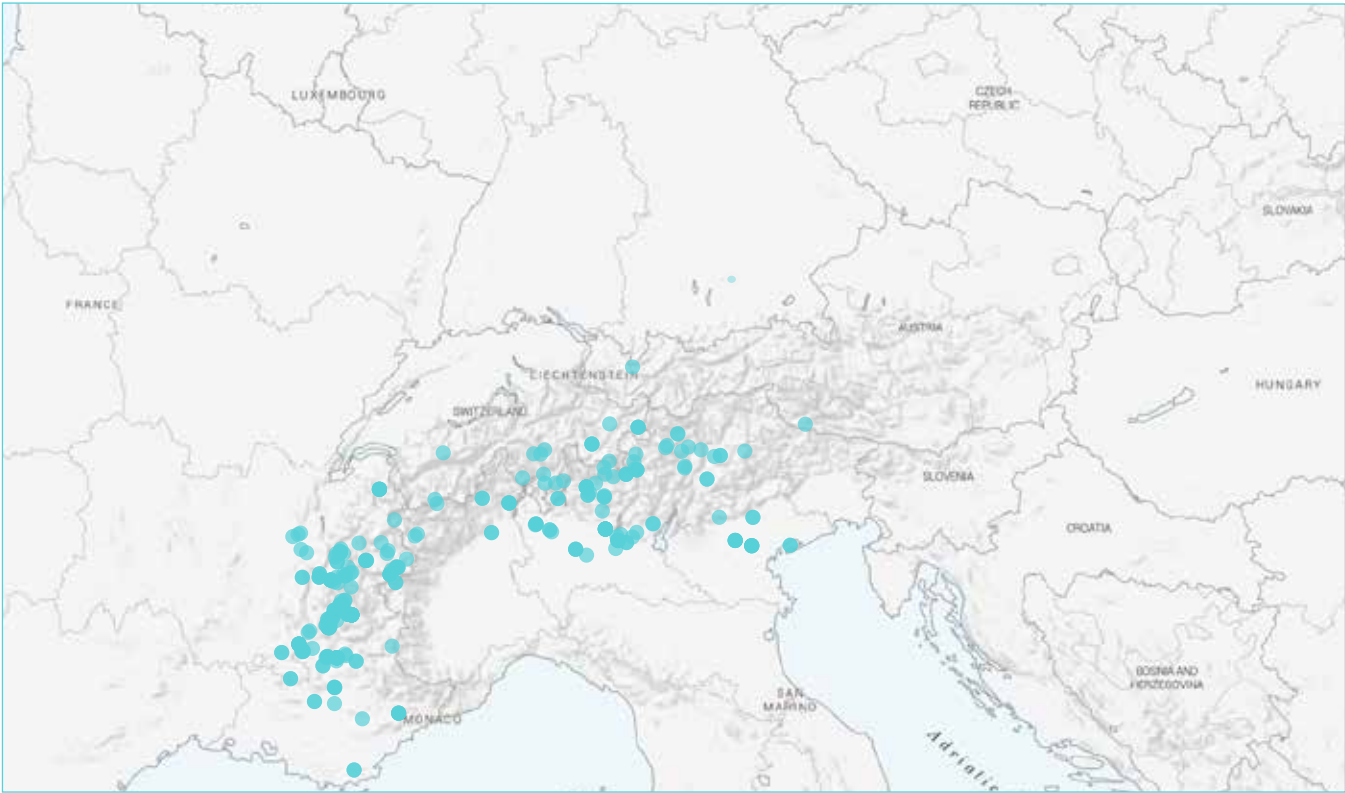 LUXEMBOURG
CZECH
REPUBLIC
SLOVAKIA
FRANCE
AUSTRIA
LIECHTENSTEIN
HUNGARY
SWITZERLAND
SLOVENIA
CROATIA
BOSNIA AND
HERZEGOVINA
SAN
MARINO
MONACO
Adriatic